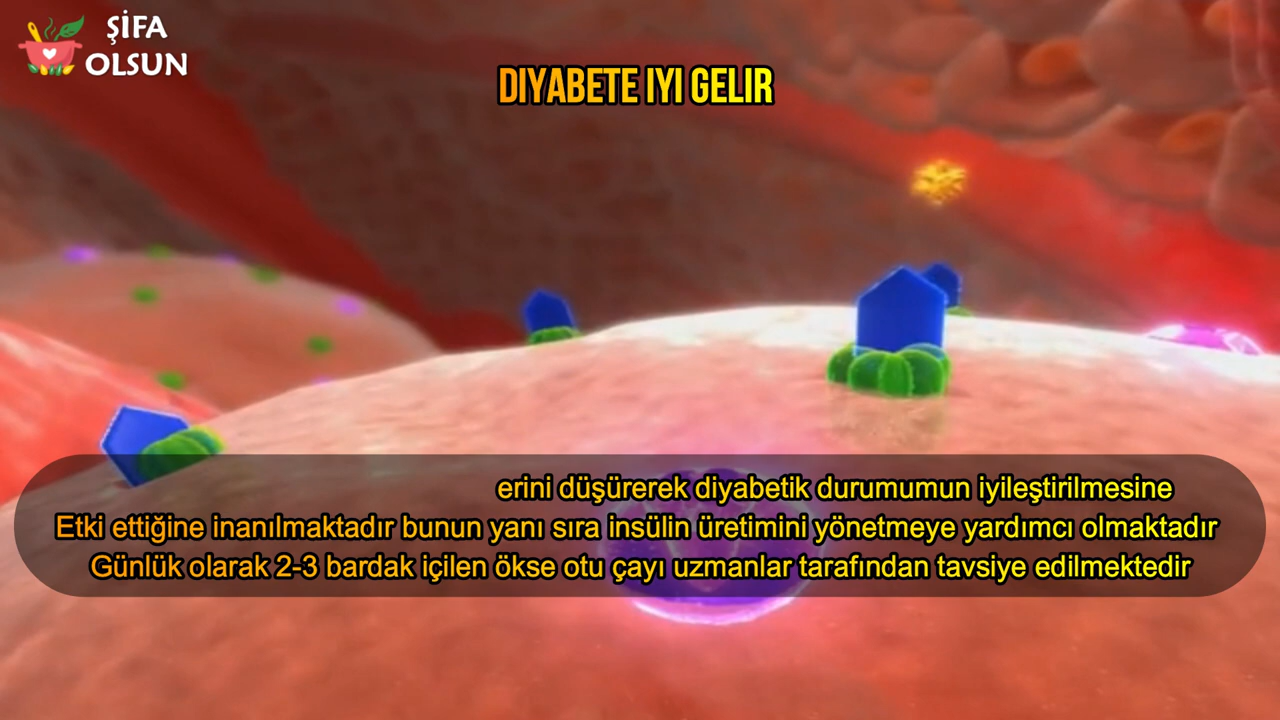 ŞİFA
OLSUN
DIYABETE IYI GELIR
erini düşürerek diyabetik durumumun iyileştirilmesine
Etki ettiğine inanılmaktadır bunun yanı sıra insülin üretimini yönetmeye yardımcı olmaktadır
Günlük olarak 2-3 bardak içilen ökse otu çayı uzmanlar tarafından tavsiye edilmektedir